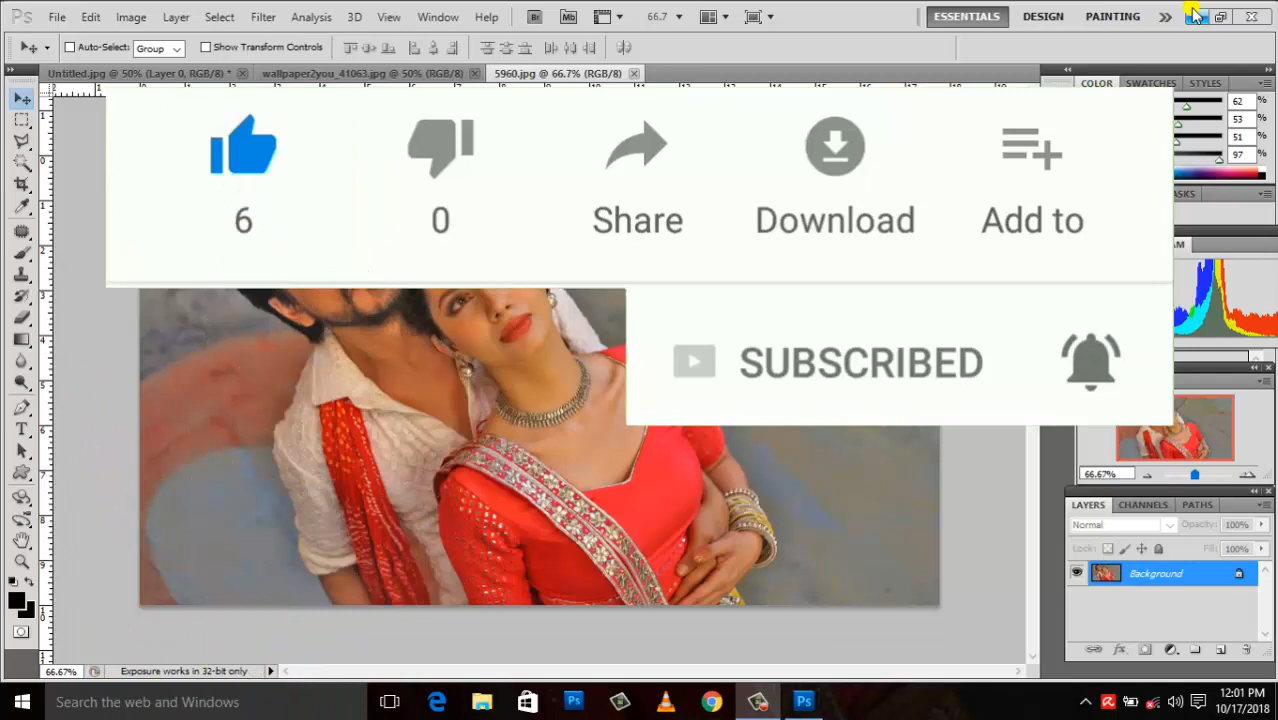 Ps File Edit Image Layer Select Filter Analysis 3D View Window Help Br Mb 66.7 ESSENTIALS DESIGN PAINTING
Auto-Select: Group Show Transform Controls
Untitled.jpg @ 50% (Layer 0, RGB/8) * wallpaper2you_41063.jpg @ 50% (RGB/8) 5960.jpg @ 66.7% (RGB/8)
COLOR SWATCHES STYLES
62 %
53 %
51 %
97 %
6 0 Share Download Add to
SUBSCRIBED
66.67%
LAYERS CHANNELS PATHS
Normal Opacity: 100%
Lock: Fill: 100%
Background
66.67% Exposure works in 32-bit only
Search the web and Windows
12:01 PM
10/17/2018